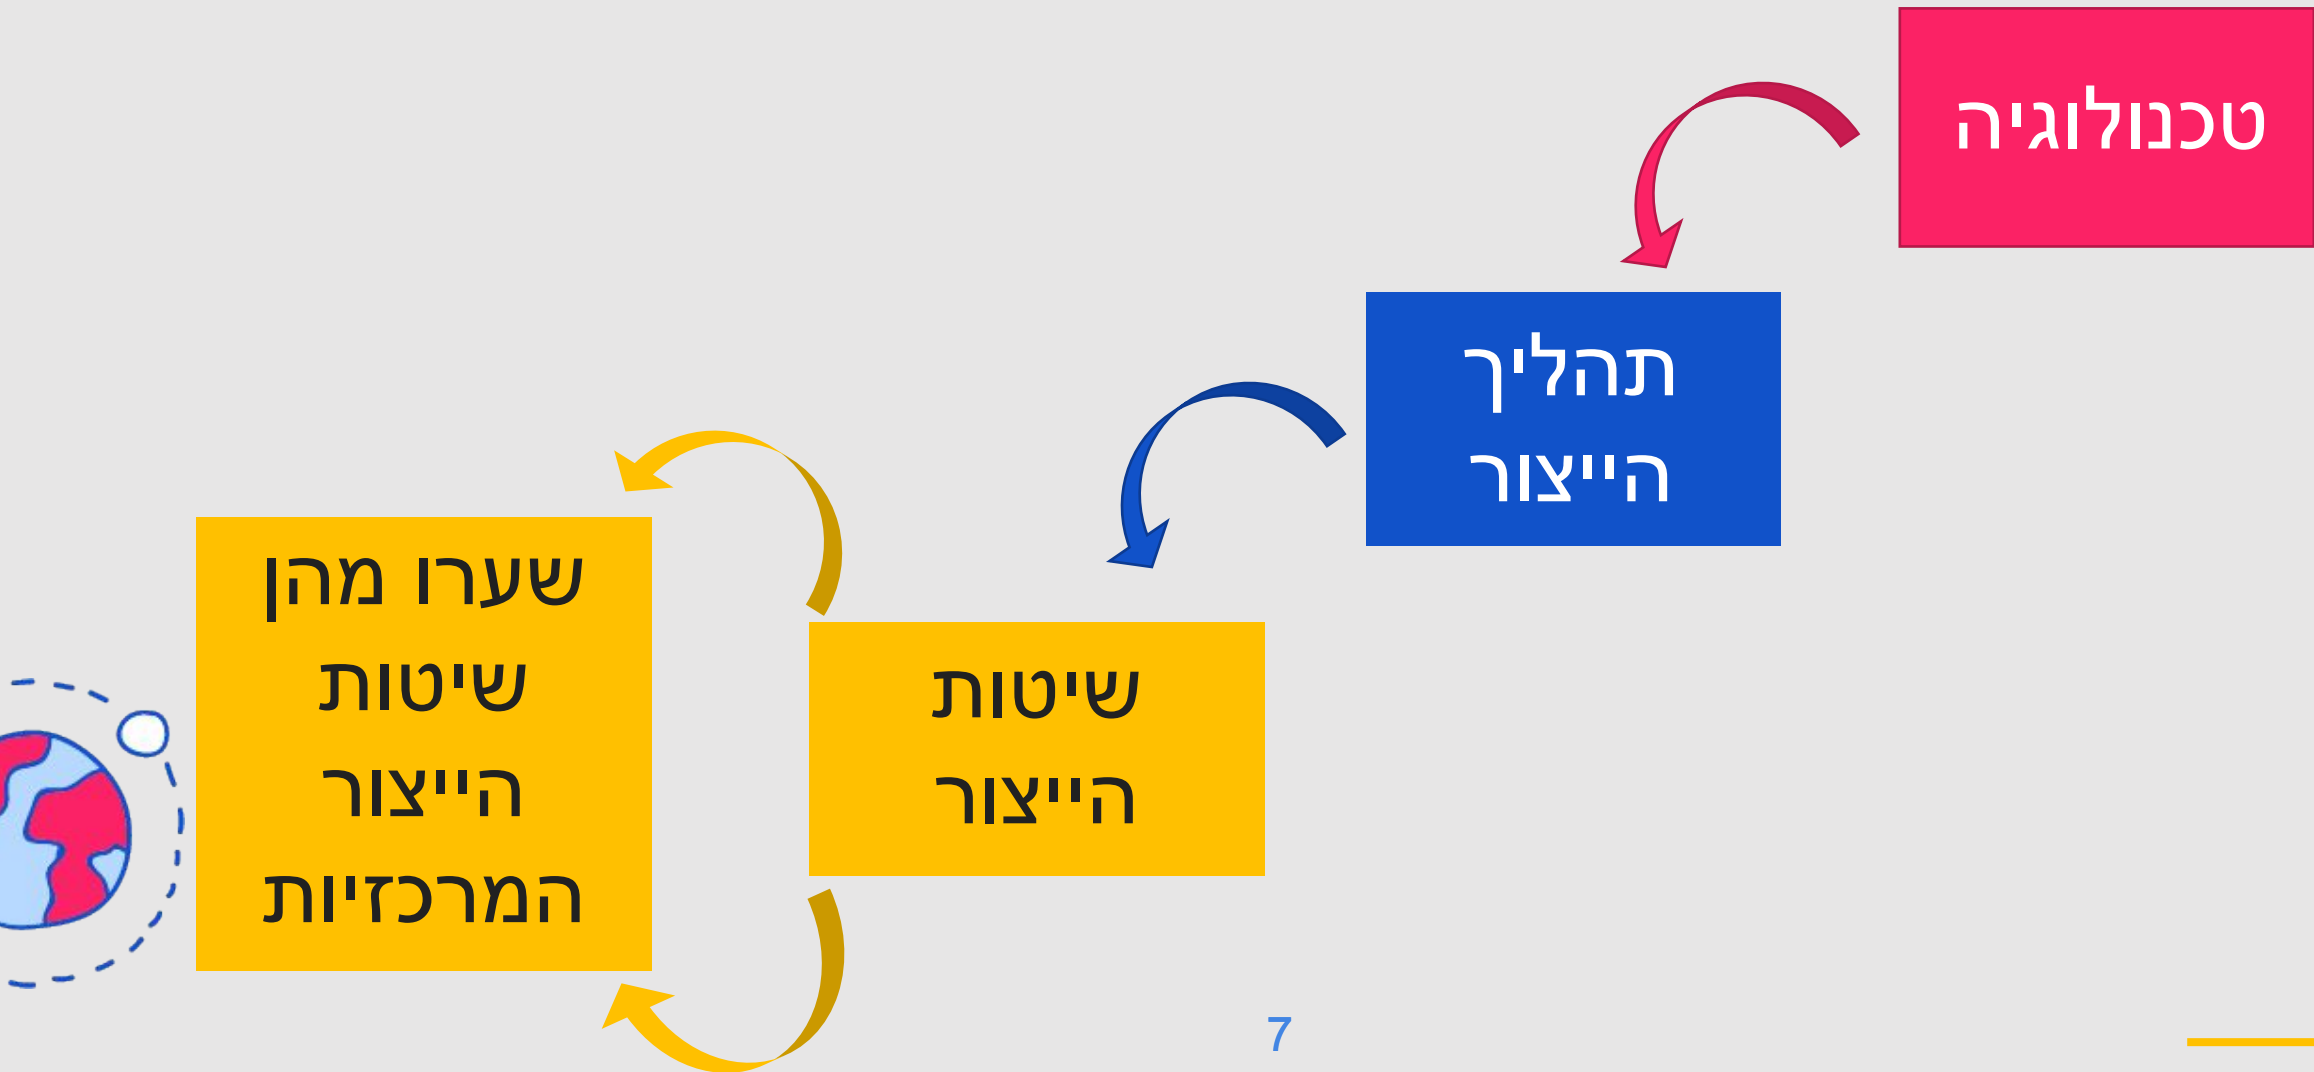 טכנולוגיה
תהליך
הייצור
שיטות
הייצור
שערו מהן
שיטות
הייצור
המרכזיות
7